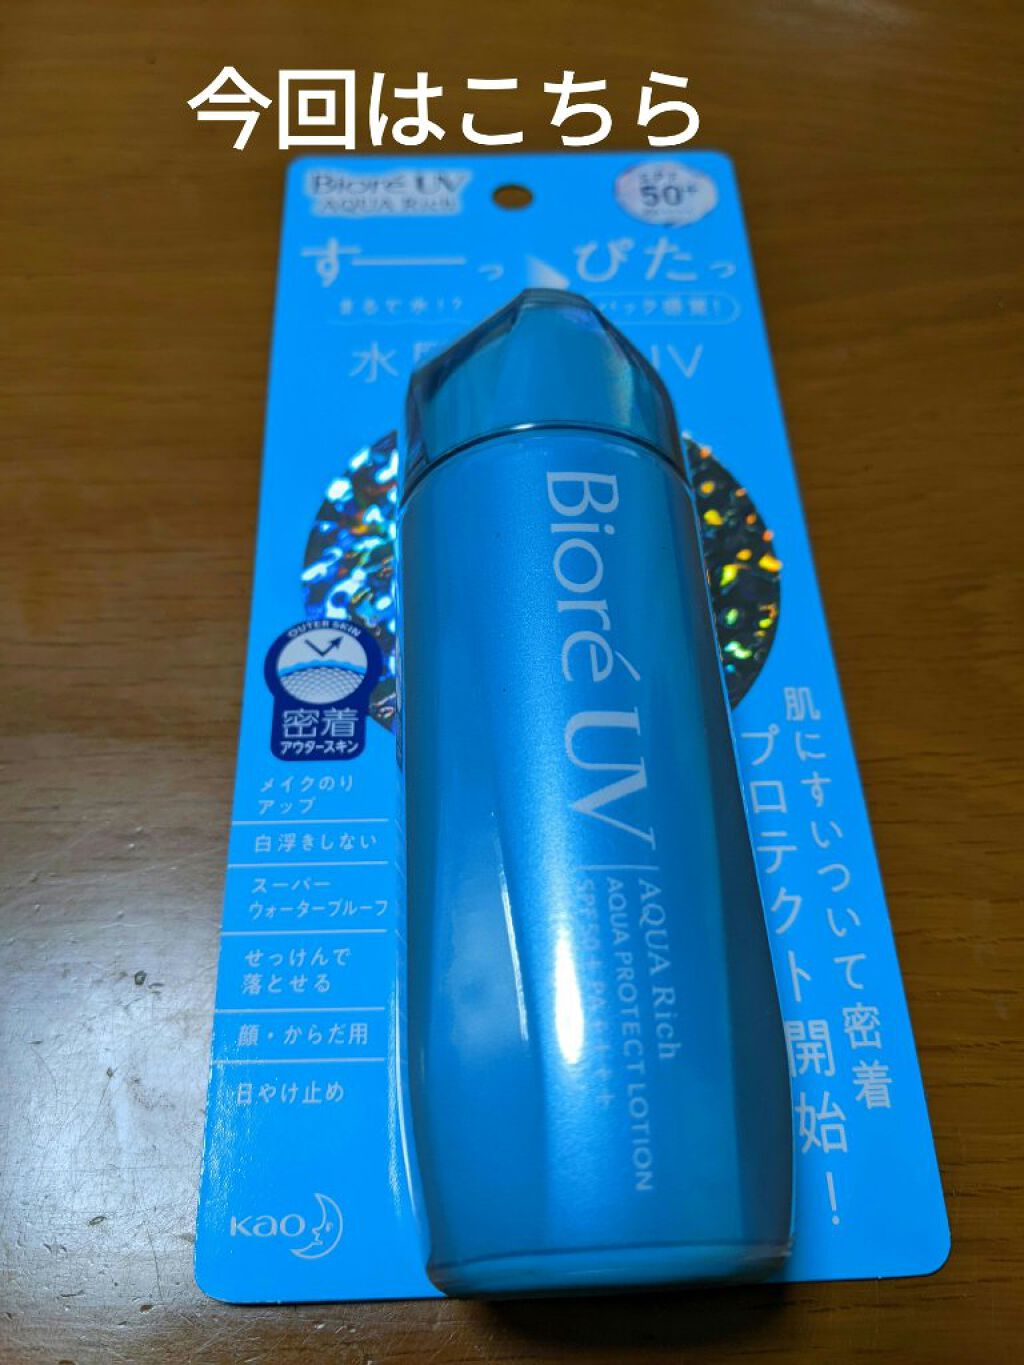 今回はこちら
Bioré UV
AQUA Rich
SPF
50+
すーーっ ぴたっ
まるで水!?
パック感覚!
水
UV
Bioré UV
AQUA Rich
AQUA PROTECT LOTION
SPF50+ PA++++
OUTER SKIN
密着
アウタースキン
メイクのり
アップ
白浮きしない
スーパー
ウォータープルーフ
せっけんで
落とせる
顔・からだ用
日やけ止め
肌にすいついて密着
プロテクト開始!
Kao